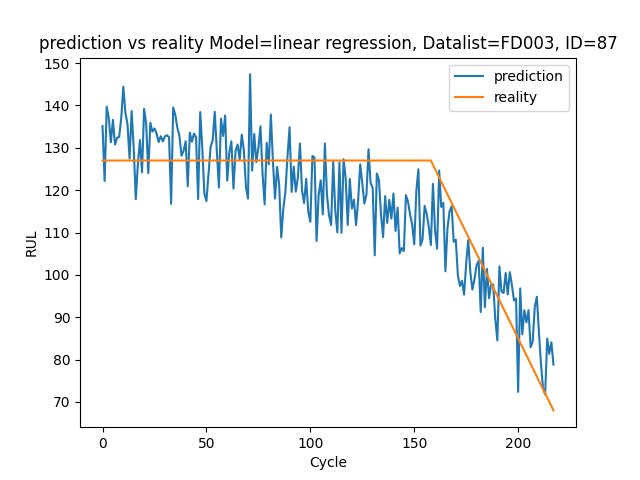 prediction vs reality Model=linear regression, Datalist=FD003, ID=87
prediction
reality
RUL
150
140
130
120
110
100
90
80
70
0
50
100
150
200
Cycle